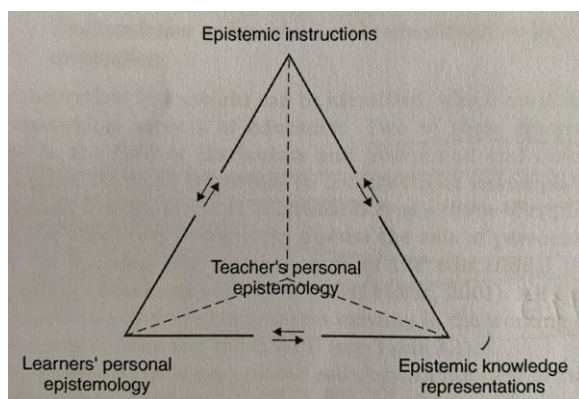 Epistemic instructions
Teacher's personal
epistemology
Learners' personal
epistemology
Epistemic knowledge
representations